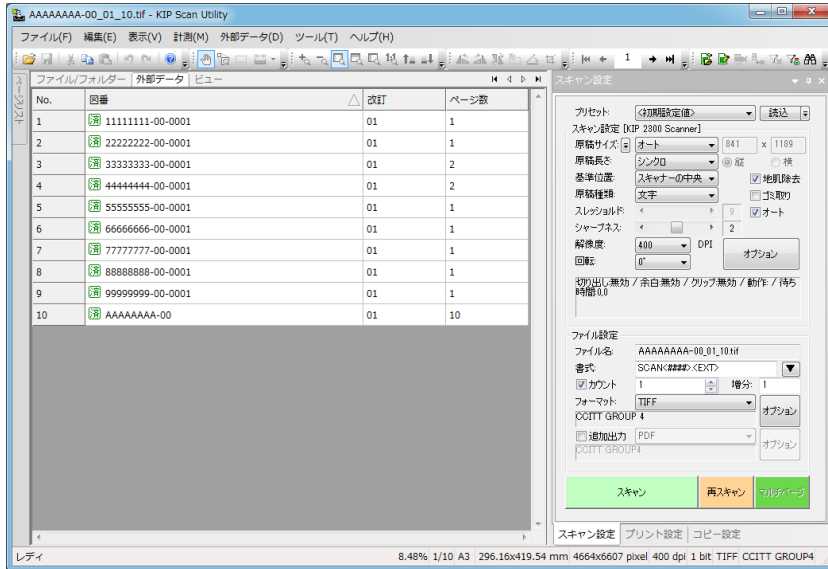 AAAAAAAA-00_01_10.tif - KIP Scan Utility
ファイル(F) 編集(E) 表示(V) 計測(M) 外部データ(D) ツール(T) ヘルプ(H)
1
ページリスト
ファイル/フォルダー 外部データ ビュー
No. 図番 改訂 ページ数
1 済 11111111-00-0001 01 1
2 済 22222222-00-0001 01 1
3 済 33333333-00-0001 01 2
4 済 44444444-00-0001 01 2
5 済 55555555-00-0001 01 1
6 済 66666666-00-0001 01 1
7 済 77777777-00-0001 01 1
8 済 88888888-00-0001 01 1
9 済 99999999-00-0001 01 1
10 済 AAAAAAAA-00 01 10
スキャン設定
プリセット: <初期設定値> 読込
スキャン設定 [KIP 2300 Scanner]
原稿サイズ: オート 841 x 1189
原稿長さ: シンクロ 縦 横
基準位置: スキャナーの中央 地肌除去
原稿種類: 文字 ゴミ取り
スレッショルド: 9 オート
シャープネス: 2
解像度: 400 DPI オプション
回転: 0°
切り出し:無効 / 余白:無効 / クリップ:無効 / 動作: / 待ち
時間:0.0
ファイル設定
ファイル名: AAAAAAAA-00_01_10.tif
書式: SCAN<####>.<EXT>
カウント 1 増分: 1
フォーマット: TIFF オプション
CCITT GROUP 4
追加出力 PDF オプション
CCITT GROUP4
スキャン 再スキャン マルチページ
スキャン設定 プリント設定 コピー設定
レディ 8.48% 1/10 A3 296.16x419.54 mm 4664x6607 pixel 400 dpi 1 bit TIFF CCITT GROUP4